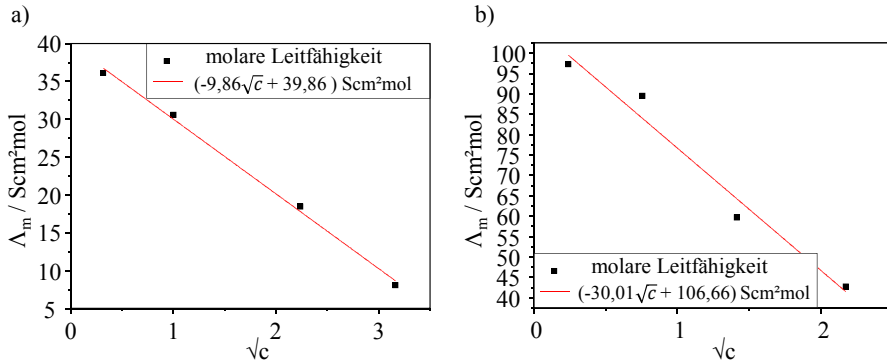 a)
40
35
30
25
20
15
10
5
Λm / Scm²mol
molare Leitfähigkeit
(-9,86√c + 39,86 ) Scm²mol
0 1 2 3
√c
b)
100
95
90
85
80
75
70
65
60
55
50
45
40
Λm / Scm²mol
molare Leitfähigkeit
(-30,01√c + 106,66) Scm²mol
0 1 2
√c